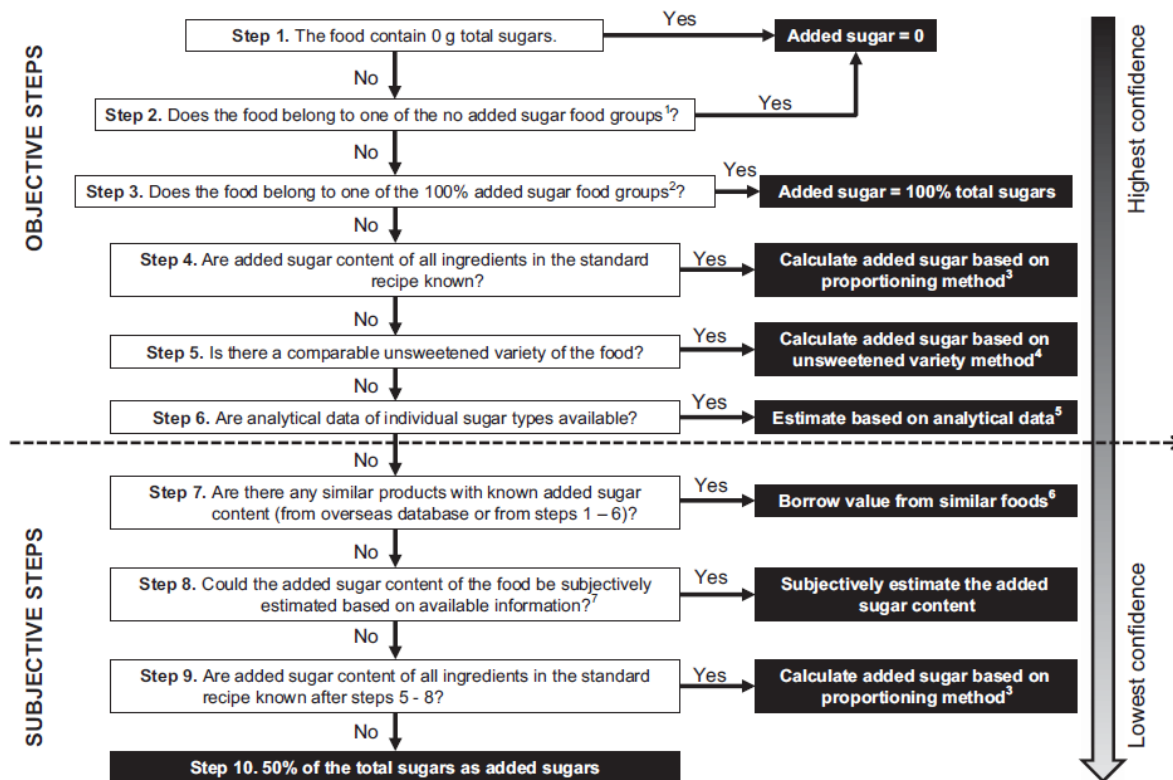 OBJECTIVE STEPS
Step 1. The food contain 0 g total sugars.
Yes
Added sugar = 0
No
Step 2. Does the food belong to one of the no added sugar food groups¹?
Yes
No
Step 3. Does the food belong to one of the 100% added sugar food groups²?
Yes
Added sugar = 100% total sugars
No
Step 4. Are added sugar content of all ingredients in the standard
recipe known?
Yes
Calculate added sugar based on
proportioning method³
No
Step 5. Is there a comparable unsweetened variety of the food?
Yes
Calculate added sugar based on
unsweetened variety method⁴
No
Step 6. Are analytical data of individual sugar types available?
Yes
Estimate based on analytical data⁵
Highest confidence
SUBJECTIVE STEPS
No
Step 7. Are there any similar products with known added sugar
content (from overseas database or from steps 1 – 6)?
Yes
Borrow value from similar foods⁶
No
Step 8. Could the added sugar content of the food be subjectively
estimated based on available information?⁷
Yes
Subjectively estimate the added
sugar content
No
Step 9. Are added sugar content of all ingredients in the standard
recipe known after steps 5 - 8?
Yes
Calculate added sugar based on
proportioning method³
No
Step 10. 50% of the total sugars as added sugars
Lowest confidence